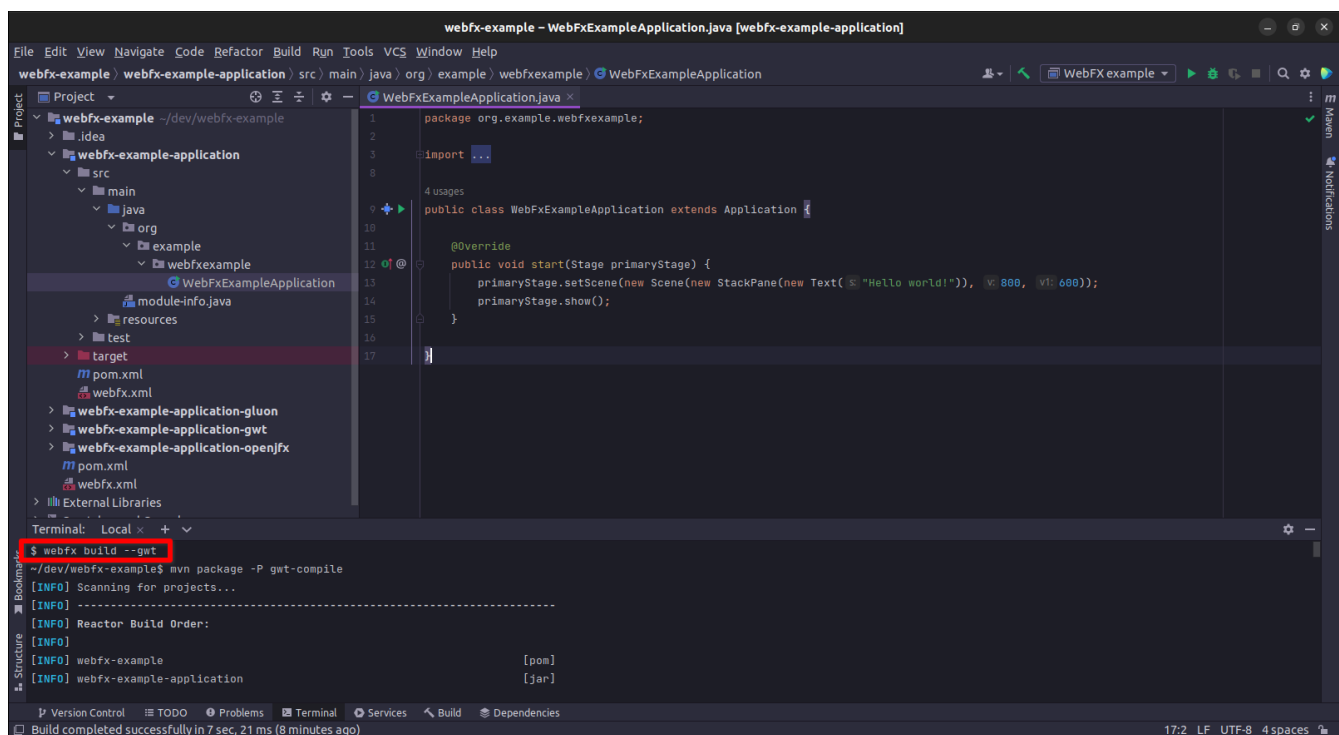 webfx-example – WebFxExampleApplication.java [webfx-example-application]
File Edit View Navigate Code Refactor Build Run Tools VCS Window Help
webfx-example 〉 webfx-example-application 〉 src 〉 main 〉 java 〉 org 〉 example 〉 webfxexample 〉 WebFxExampleApplication
WebFX example
Project
Project
WebFxExampleApplication.java ×
Maven
Notifications
webfx-example ~/dev/webfx-example
.idea
webfx-example-application
src
main
java
org
example
webfxexample
WebFxExampleApplication
module-info.java
resources
test
target
pom.xml
webfx.xml
webfx-example-application-gluon
webfx-example-application-gwt
webfx-example-application-openjfx
pom.xml
webfx.xml
External Libraries
1 package org.example.webfxexample;
2
3 import ...
8
4 usages
9 public class WebFxExampleApplication extends Application {
10
11 @Override
12 @ public void start(Stage primaryStage) {
13 primaryStage.setScene(new Scene(new StackPane(new Text( s: "Hello world!")), v: 800, v1: 600));
14 primaryStage.show();
15 }
16
17 }
Terminal: Local × +
Bookmarks
Structure
$ webfx build --gwt
~/dev/webfx-example$ mvn package -P gwt-compile
[INFO] Scanning for projects...
[INFO] ------------------------------------------------------------------------
[INFO] Reactor Build Order:
[INFO]
[INFO] webfx-example [pom]
[INFO] webfx-example-application [jar]
Version Control TODO Problems Terminal Services Build Dependencies
Build completed successfully in 7 sec, 21 ms (8 minutes ago) 17:2 LF UTF-8 4 spaces